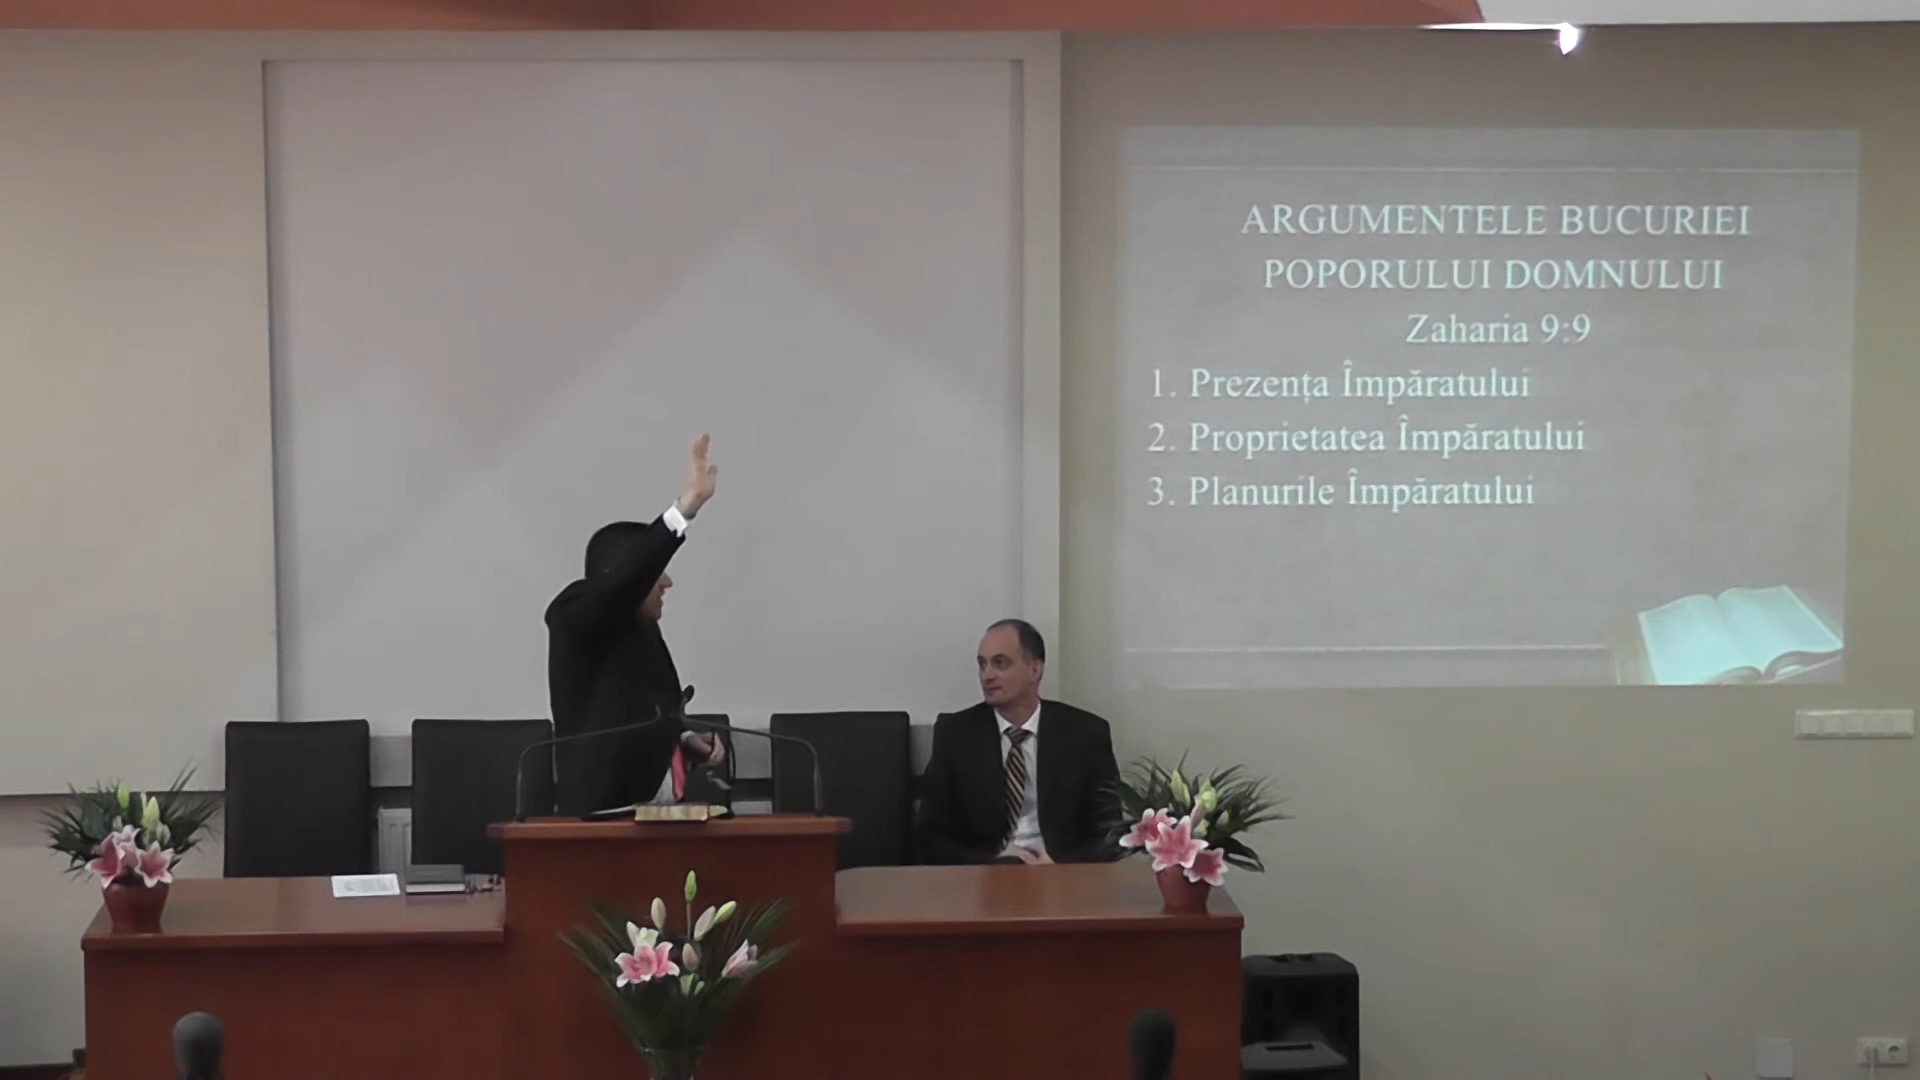 ARGUMENTELE BUCURIEI
POPORULUI DOMNULUI
Zaharia 9:9
1. Prezența Împăratului
2. Proprietatea Împăratului
3. Planurile Împăratului